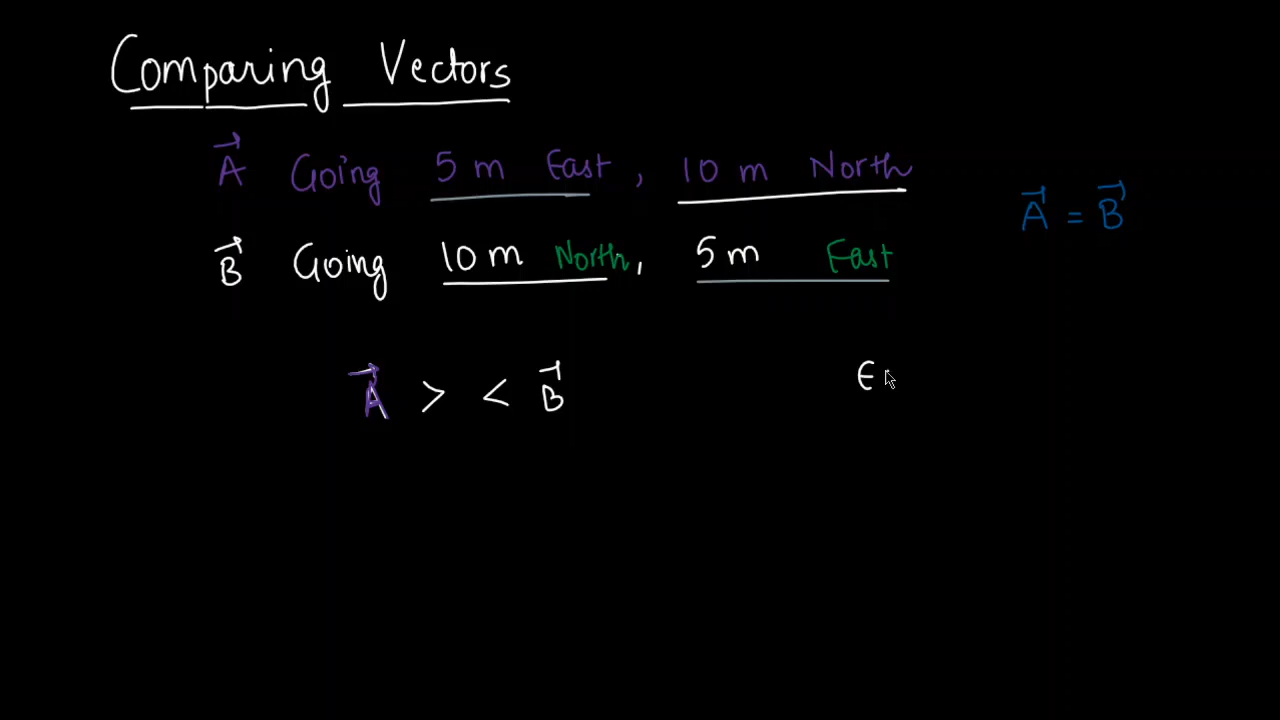 Comparing Vectors
A⃗ Going 5 m East, 10 m North
A⃗ = B⃗
B⃗ Going 10 m North, 5 m East
A⃗ > < B⃗